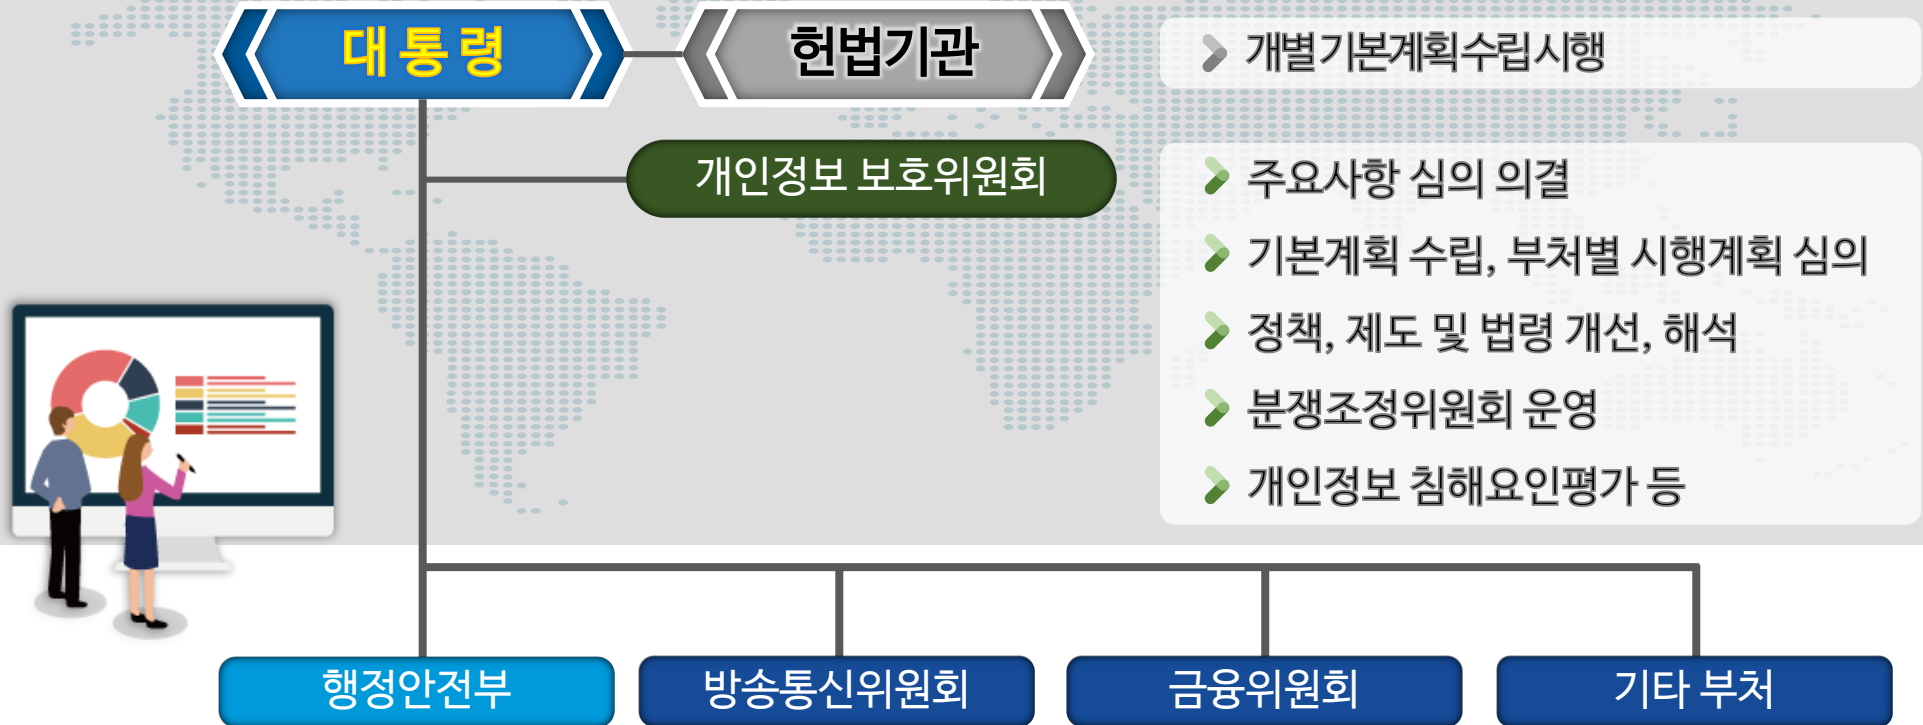 대통령
헌법기관
개별 기본계획 수립 시행
개인정보 보호위원회
주요사항 심의 의결
기본계획 수립, 부처별 시행계획 심의
정책, 제도 및 법령 개선, 해석
분쟁조정위원회 운영
개인정보 침해요인평가 등
행정안전부
방송통신위원회
금융위원회
기타 부처